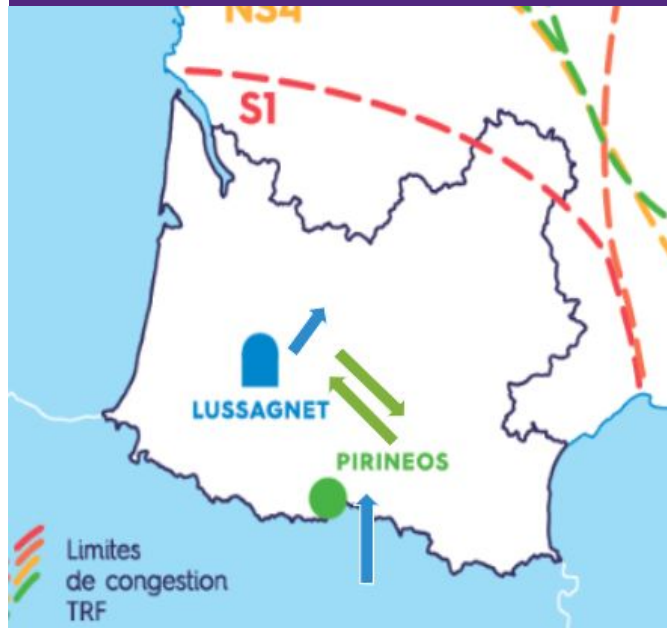 NS4
S1
LUSSAGNET
PIRINEOS
Limites
de congestion
TRF